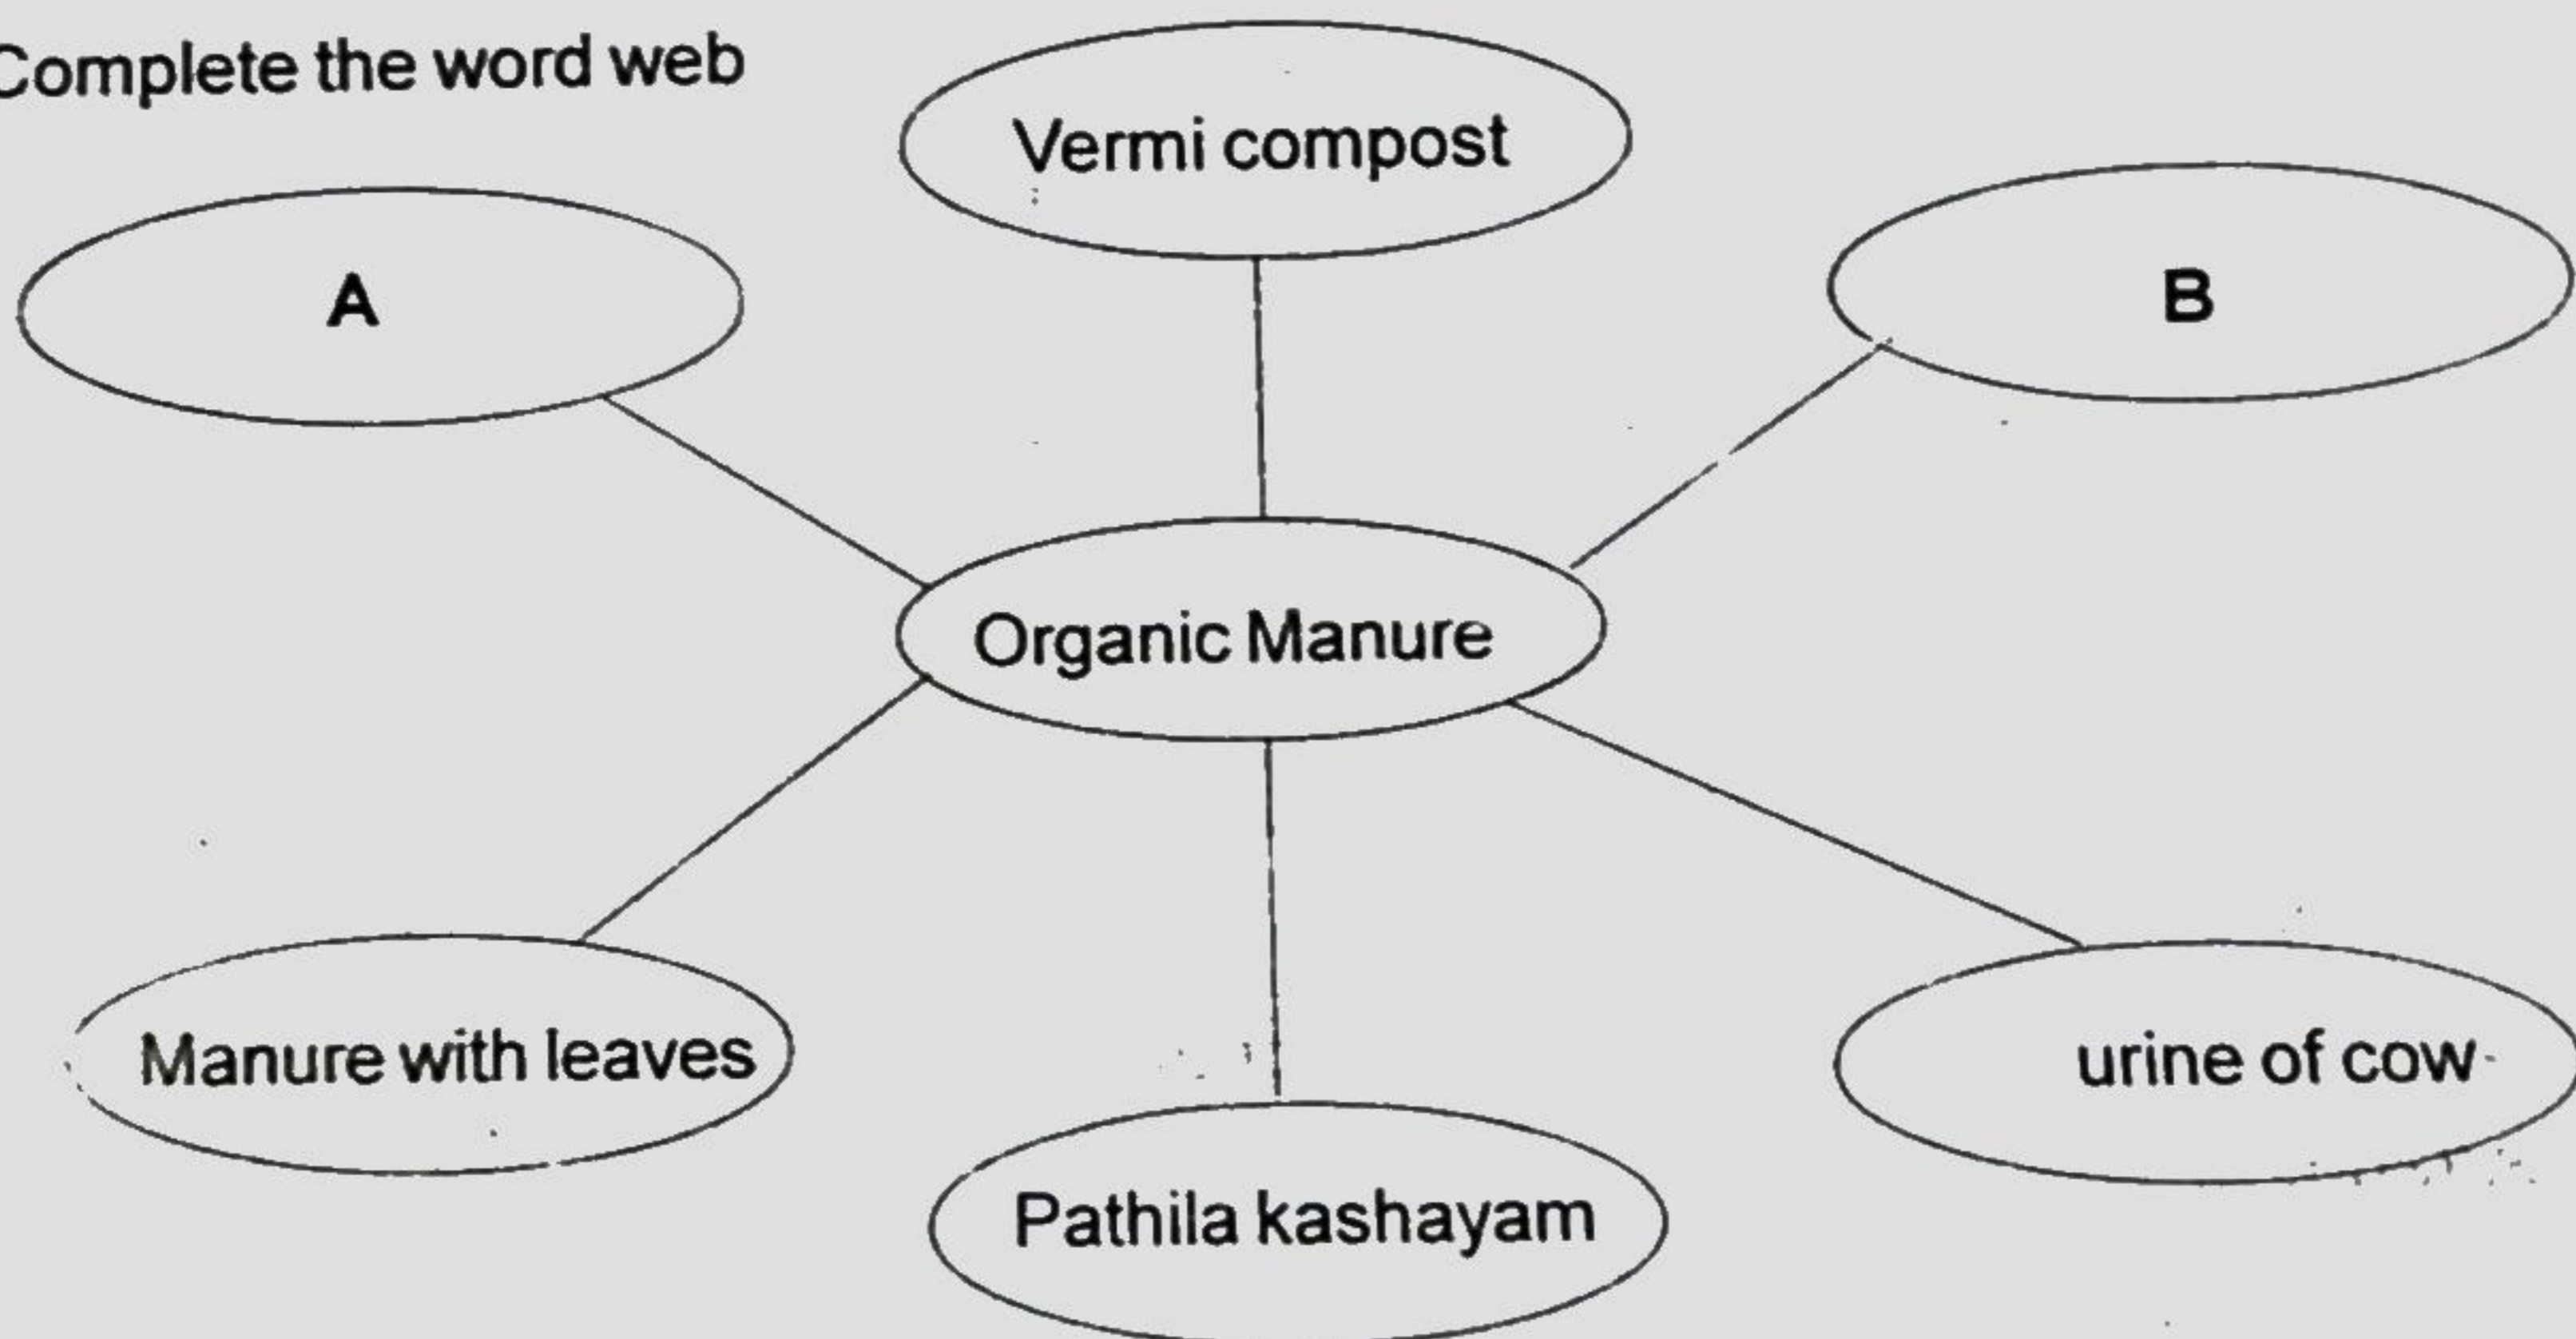 Complete the word web
Vermi compost
A
B
Organic Manure
Manure with leaves
urine of cow
Pathila kashayam